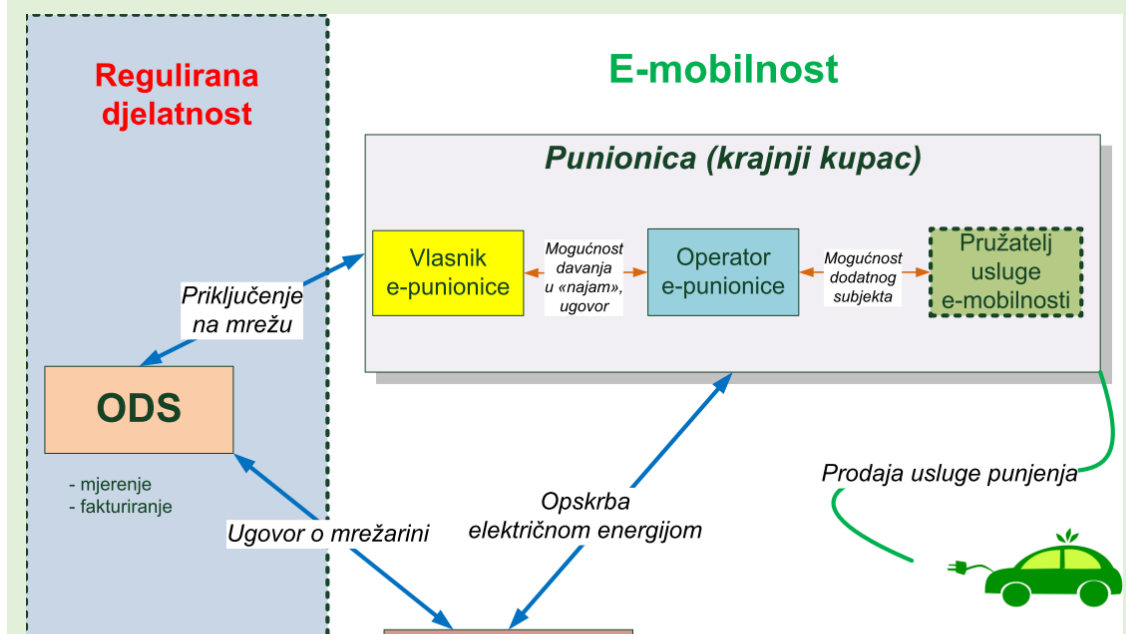 Regulirana
djelatnost
E-mobilnost
Punionica (krajnji kupac)
Vlasnik
e-punionice
Mogućnost
davanja
u «najam»,
ugovor
Operator
e-punionice
Mogućnost
dodatnog
subjekta
Pružatelj
usluge
e-mobilnosti
Priključenje
na mrežu
ODS
- mjerenje
- fakturiranje
Ugovor o mrežarini
Opskrba
električnom energijom
Prodaja usluge punjenja